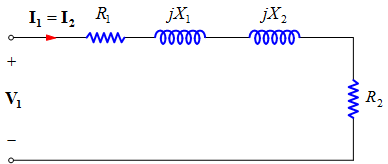 I₁ = I₂ R₁ jX₁ jX₂
+
V₁ R₂
−